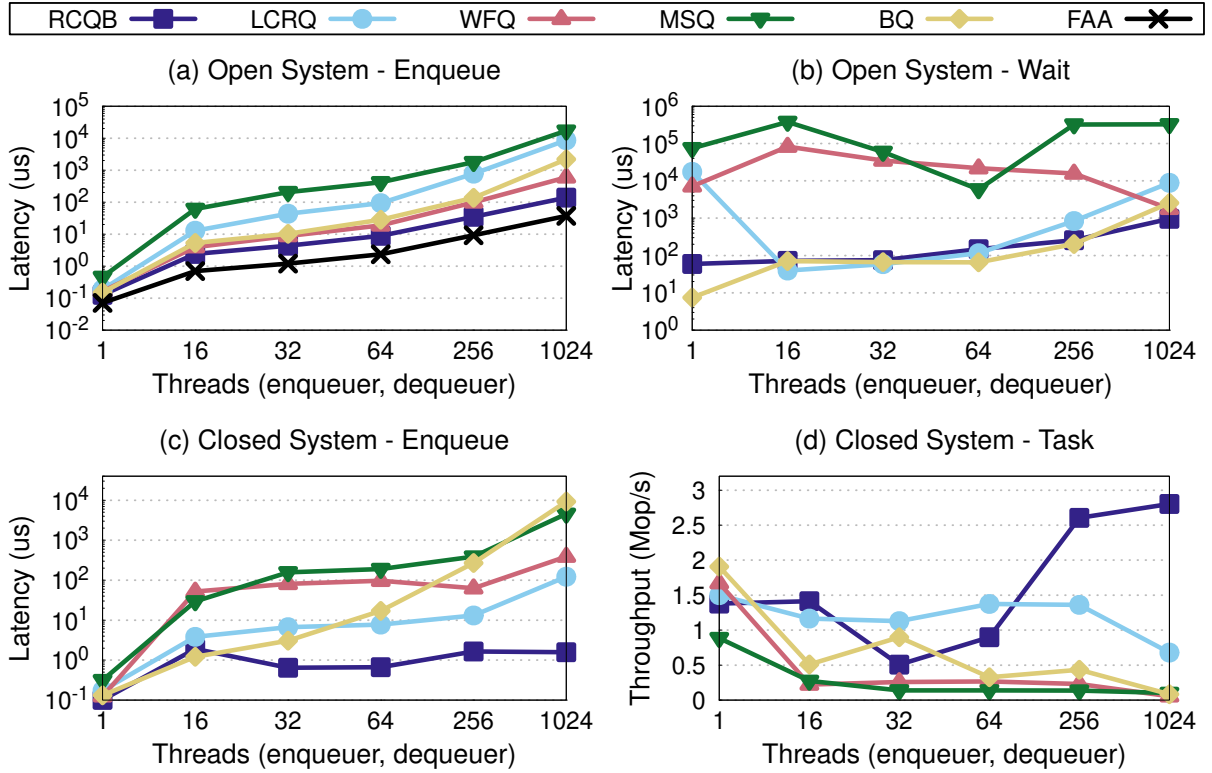 RCQB LCRQ WFQ MSQ BQ FAA
(a) Open System - Enqueue
Latency (us)
10^5
10^4
10^3
10^2
10^1
10^0
10^-1
10^-2
1 16 32 64 256 1024
Threads (enqueuer, dequeuer)
(b) Open System - Wait
Latency (us)
10^6
10^5
10^4
10^3
10^2
10^1
10^0
1 16 32 64 256 1024
Threads (enqueuer, dequeuer)
(c) Closed System - Enqueue
Latency (us)
10^4
10^3
10^2
10^1
10^0
10^-1
1 16 32 64 256 1024
Threads (enqueuer, dequeuer)
(d) Closed System - Task
Throughput (Mop/s)
3
2.5
2
1.5
1
0.5
0
1 16 32 64 256 1024
Threads (enqueuer, dequeuer)